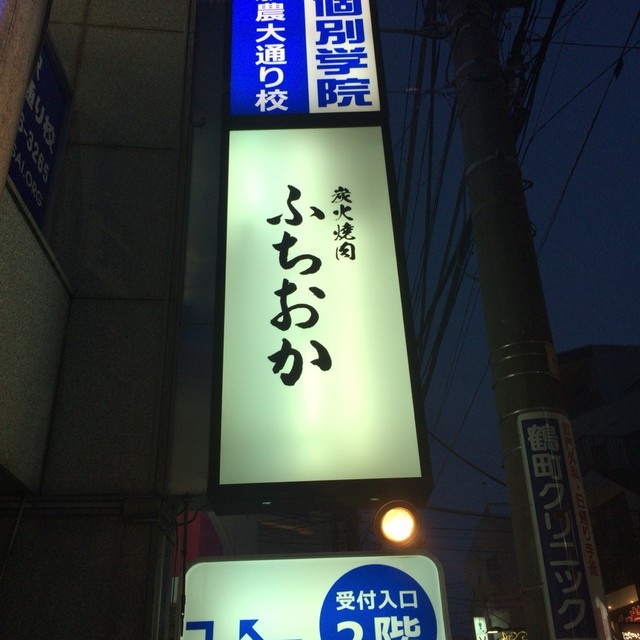 個別学院
農大通り校
炭火焼肉
ふちおか
受付入口
2階
鶴町クリニック